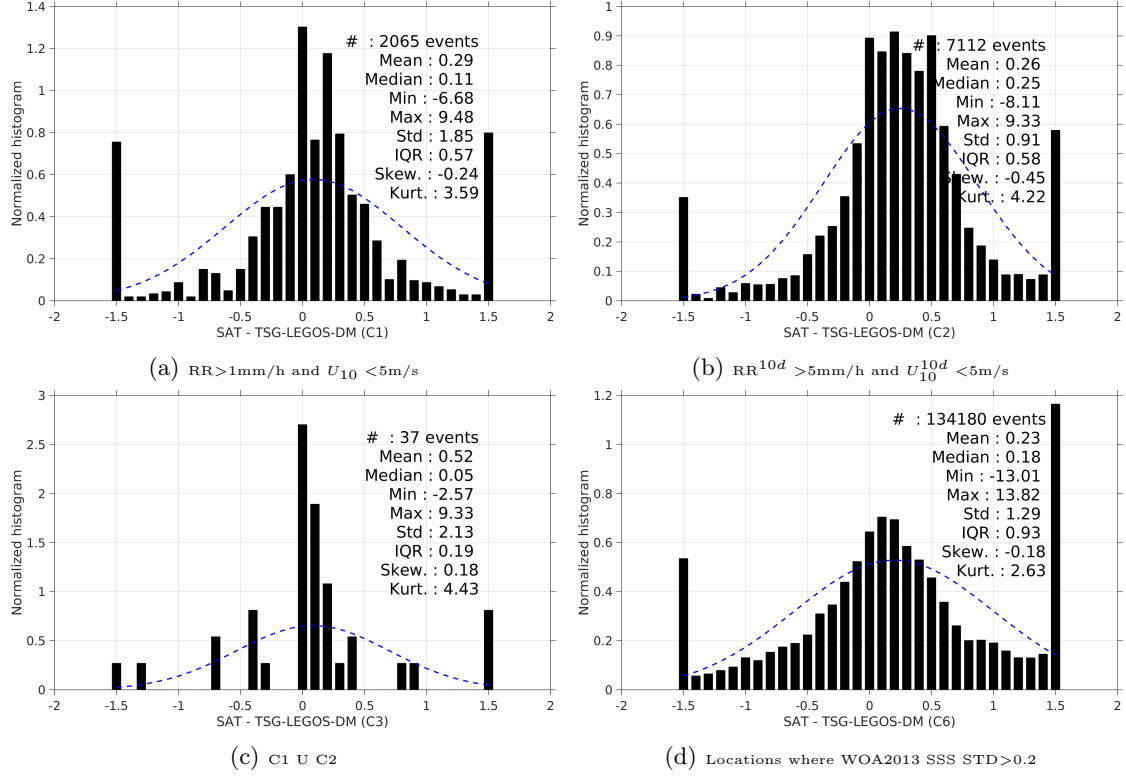 1.4
1.2
1
0.8
0.6
0.4
0.2
0
Normalized histogram
# : 2065 events
Mean : 0.29
Median : 0.11
Min : -6.68
Max : 9.48
Std : 1.85
IQR : 0.57
Skew. : -0.24
Kurt. : 3.59
-2 -1.5 -1 -0.5 0 0.5 1 1.5 2
SAT - TSG-LEGOS-DM (C1)
(a) RR>1mm/h and U10 <5m/s
1
0.9
0.8
0.7
0.6
0.5
0.4
0.3
0.2
0.1
0
Normalized histogram
# : 7112 events
Mean : 0.26
Median : 0.25
Min : -8.11
Max : 9.33
Std : 0.91
IQR : 0.58
Skew. : -0.45
Kurt. : 4.22
-2 -1.5 -1 -0.5 0 0.5 1 1.5 2
SAT - TSG-LEGOS-DM (C2)
(b) RR^10d >5mm/h and U10^10d <5m/s
3
2.5
2
1.5
1
0.5
0
Normalized histogram
# : 37 events
Mean : 0.52
Median : 0.05
Min : -2.57
Max : 9.33
Std : 2.13
IQR : 0.19
Skew. : 0.18
Kurt. : 4.43
-2 -1.5 -1 -0.5 0 0.5 1 1.5 2
SAT - TSG-LEGOS-DM (C3)
(c) C1 U C2
1.2
1
0.8
0.6
0.4
0.2
0
Normalized histogram
# : 134180 events
Mean : 0.23
Median : 0.18
Min : -13.01
Max : 13.82
Std : 1.29
IQR : 0.93
Skew. : -0.18
Kurt. : 2.63
-2 -1.5 -1 -0.5 0 0.5 1 1.5 2
SAT - TSG-LEGOS-DM (C6)
(d) Locations where WOA2013 SSS STD>0.2